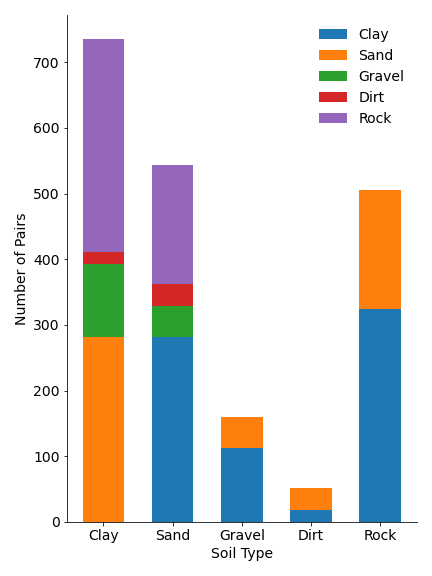 Clay
Sand
Gravel
Dirt
Rock
Number of Pairs
700
600
500
400
300
200
100
0
Clay Sand Gravel Dirt Rock
Soil Type